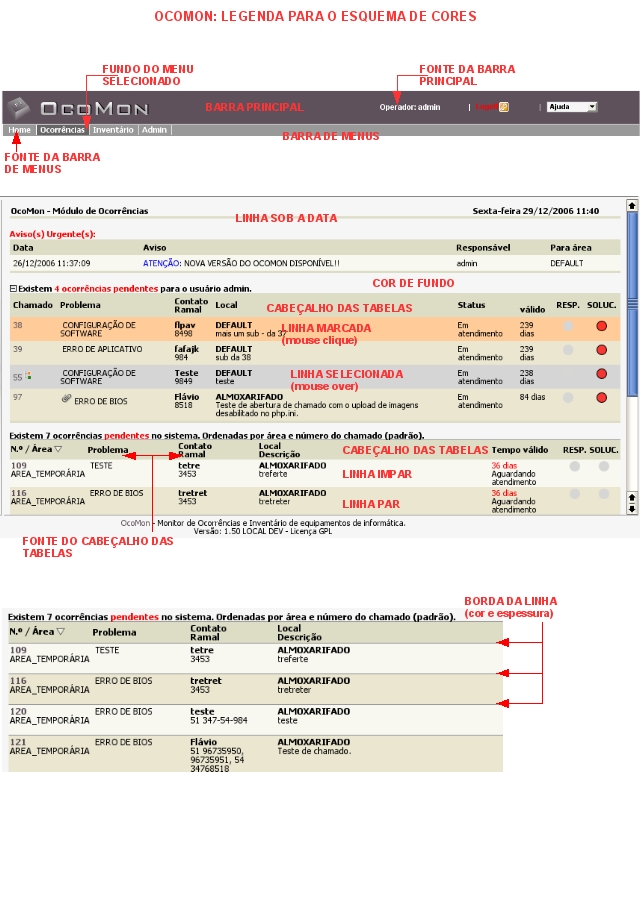 OCOMON: LEGENDA PARA O ESQUEMA DE CORES
FUNDO DO MENU
SELECIONADO
FONTE DA BARRA
PRINCIPAL
OCOMON
BARRA PRINCIPAL
Operador: admin
|
|
Ajuda
Home | Ocorrências | Inventário | Admin |
BARRA DE MENUS
FONTE DA BARRA
DE MENUS
OcoMon - Módulo de Ocorrências
LINHA SOB A DATA
Sexta-feira 29/12/2006 11:40
Aviso(s) Urgente(s):
Data Aviso Responsável Para área
26/12/2006 11:37:09 ATENÇÃO: NOVA VERSÃO DO OCOMON DISPONÍVEL!! admin DEFAULT
COR DE FUNDO
Existem 4 ocorrências pendentes para o usuário admin.
Chamado Problema Contato
Ramal
Local
CABEÇALHO DAS TABELAS
Status válido RESP. SOLUC.
38 CONFIGURAÇÃO DE
SOFTWARE
flpav
8498
DEFAULT
mais um sub - da 37
LINHA MARCADA
(mouse clique)
Em
atendimento
239
dias
39 ERRO DE APLICATIVO fafajk
984
DEFAULT
sub da 38
Em
atendimento
239
dias
55 CONFIGURAÇÃO DE
SOFTWARE
Teste
9849
DEFAULT
teste
LINHA SELECIONADA
(mouse over)
Em
atendimento
238
dias
97 ERRO DE BIOS Flávio
8518
ALMOXARIFADO
Teste de abertura de chamado com o upload de imagens
desabilitado no php.ini.
Em
atendimento
84 dias
Existem 7 ocorrências pendentes no sistema. Ordenadas por área e número do chamado (padrão).
N.º / Área Problema Contato
Ramal
Local
Descrição
CABEÇALHO DAS TABELAS
Tempo válido RESP. SOLUC.
109
AREA_TEMPORÁRIA
TESTE tetre
3453
ALMOXARIFADO
treferte
LINHA IMPAR
36 dias
Aguardando
atendimento
116
AREA_TEMPORÁRIA
ERRO DE BIOS tretret
3453
ALMOXARIFADO
tretreter
LINHA PAR
36 dias
Aguardando
atendimento
OcoMon - Monitor de Ocorrências e Inventário de equipamentos de informática.
Versão: 1.50 LOCAL DEV - Licença GPL
FONTE DO CABEÇALHO DAS
TABELAS
BORDA DA LINHA
(cor e espessura)
Existem 7 ocorrências pendentes no sistema. Ordenadas por área e número do chamado (padrão).
N.º / Área Problema Contato
Ramal
Local
Descrição
109
AREA_TEMPORÁRIA
TESTE tetre
3453
ALMOXARIFADO
treferte
116
AREA_TEMPORÁRIA
ERRO DE BIOS tretret
3453
ALMOXARIFADO
tretreter
120
AREA_TEMPORÁRIA
ERRO DE BIOS teste
51 347-54-984
ALMOXARIFADO
teste
121
AREA_TEMPORÁRIA
ERRO DE BIOS Flávio
51 96735950,
96735951, 54
34768518
ALMOXARIFADO
Teste de chamado.